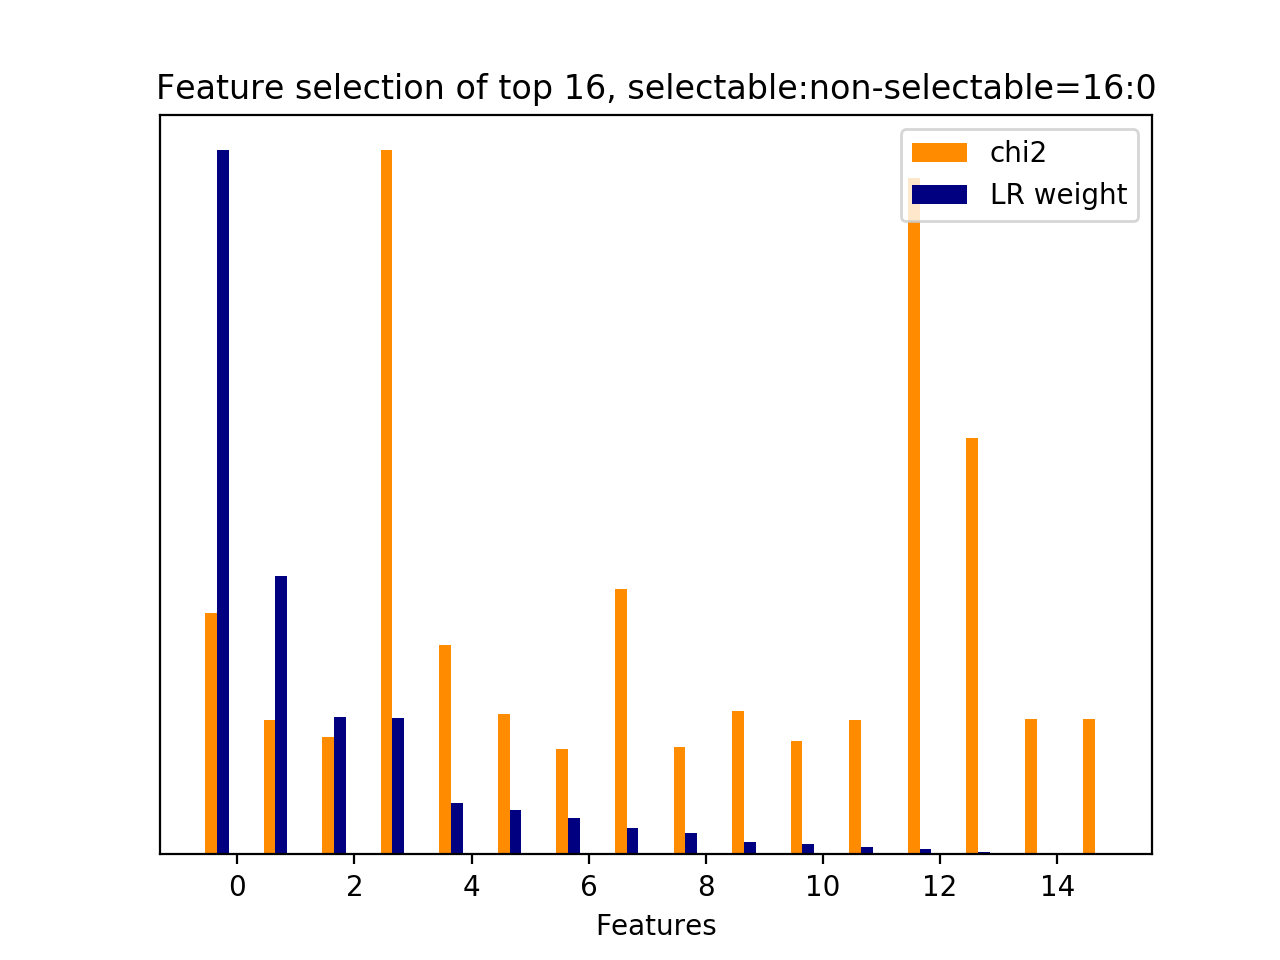 Feature selection of top 16, selectable:non-selectable=16:0
chi2
LR weight
0 2 4 6 8 10 12 14
Features